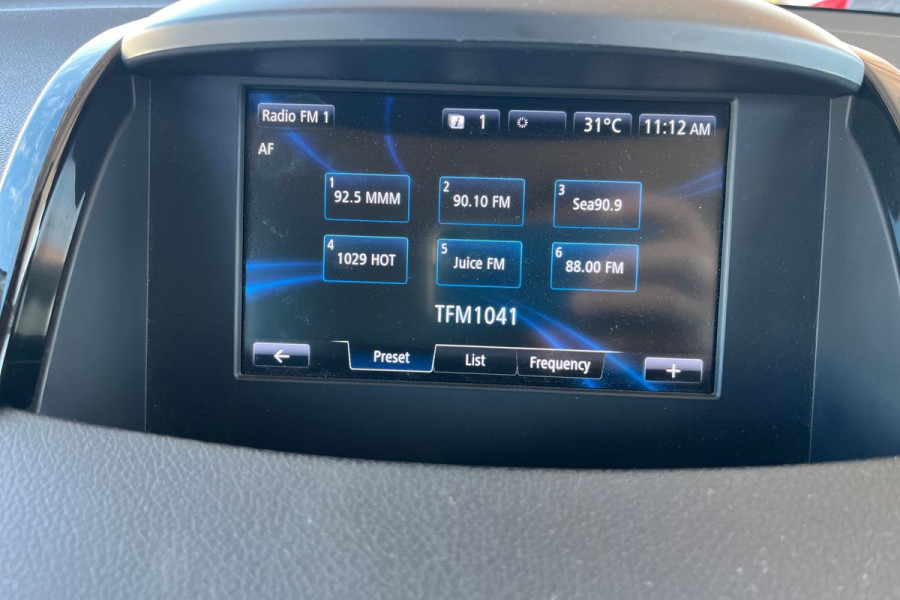 Radio FM 1
i 1
31°C
11:12 AM
AF
1 92.5 MMM
2 90.10 FM
3 Sea90.9
4 1029 HOT
5 Juice FM
6 88.00 FM
TFM1041
Preset
List
Frequency
+